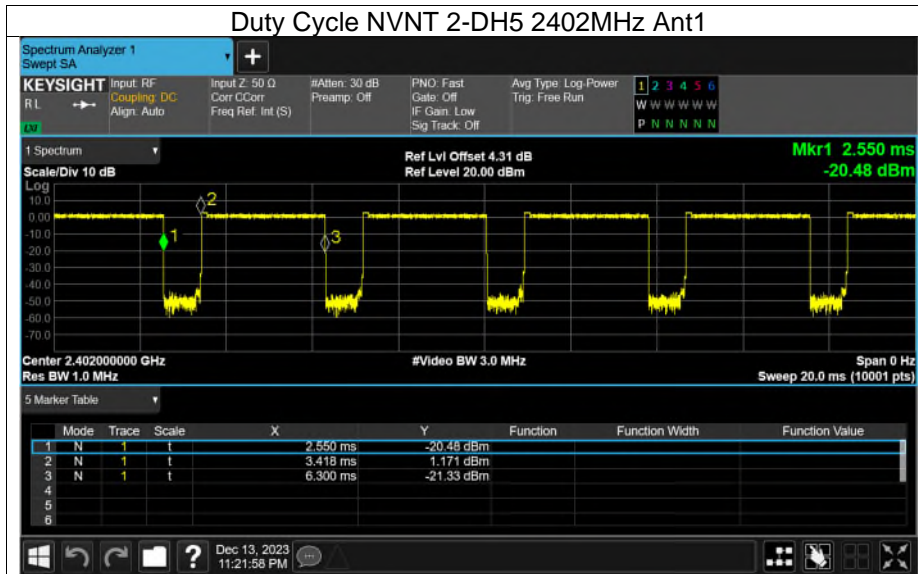 Duty Cycle NVNT 2-DH5 2402MHz Ant1
Spectrum Analyzer 1
Swept SA
+
KEYSIGHT Input: RF Input Z: 50 Ω #Atten: 30 dB PNO: Fast Avg Type: Log-Power 1 2 3 4 5 6
RL Coupling: DC Corr CCorr Preamp: Off Gate: Off Trig: Free Run W W W W W W
Align: Auto Freq Ref: Int (S) IF Gain: Low P N N N N N
LXI Sig Track: Off
1 Spectrum Ref Lvl Offset 4.31 dB Mkr1 2.550 ms
Scale/Div 10 dB Ref Level 20.00 dBm -20.48 dBm
Log
10.0
0.00
-10.0
-20.0
-30.0
-40.0
-50.0
-60.0
-70.0
1
2
3
Center 2.402000000 GHz #Video BW 3.0 MHz Span 0 Hz
Res BW 1.0 MHz Sweep 20.0 ms (10001 pts)
5 Marker Table
Mode Trace Scale X Y Function Function Width Function Value
1 N 1 t 2.550 ms -20.48 dBm
2 N 1 t 3.418 ms 1.171 dBm
3 N 1 t 6.300 ms -21.33 dBm
4
5
6
? Dec 13, 2023
11:21:58 PM